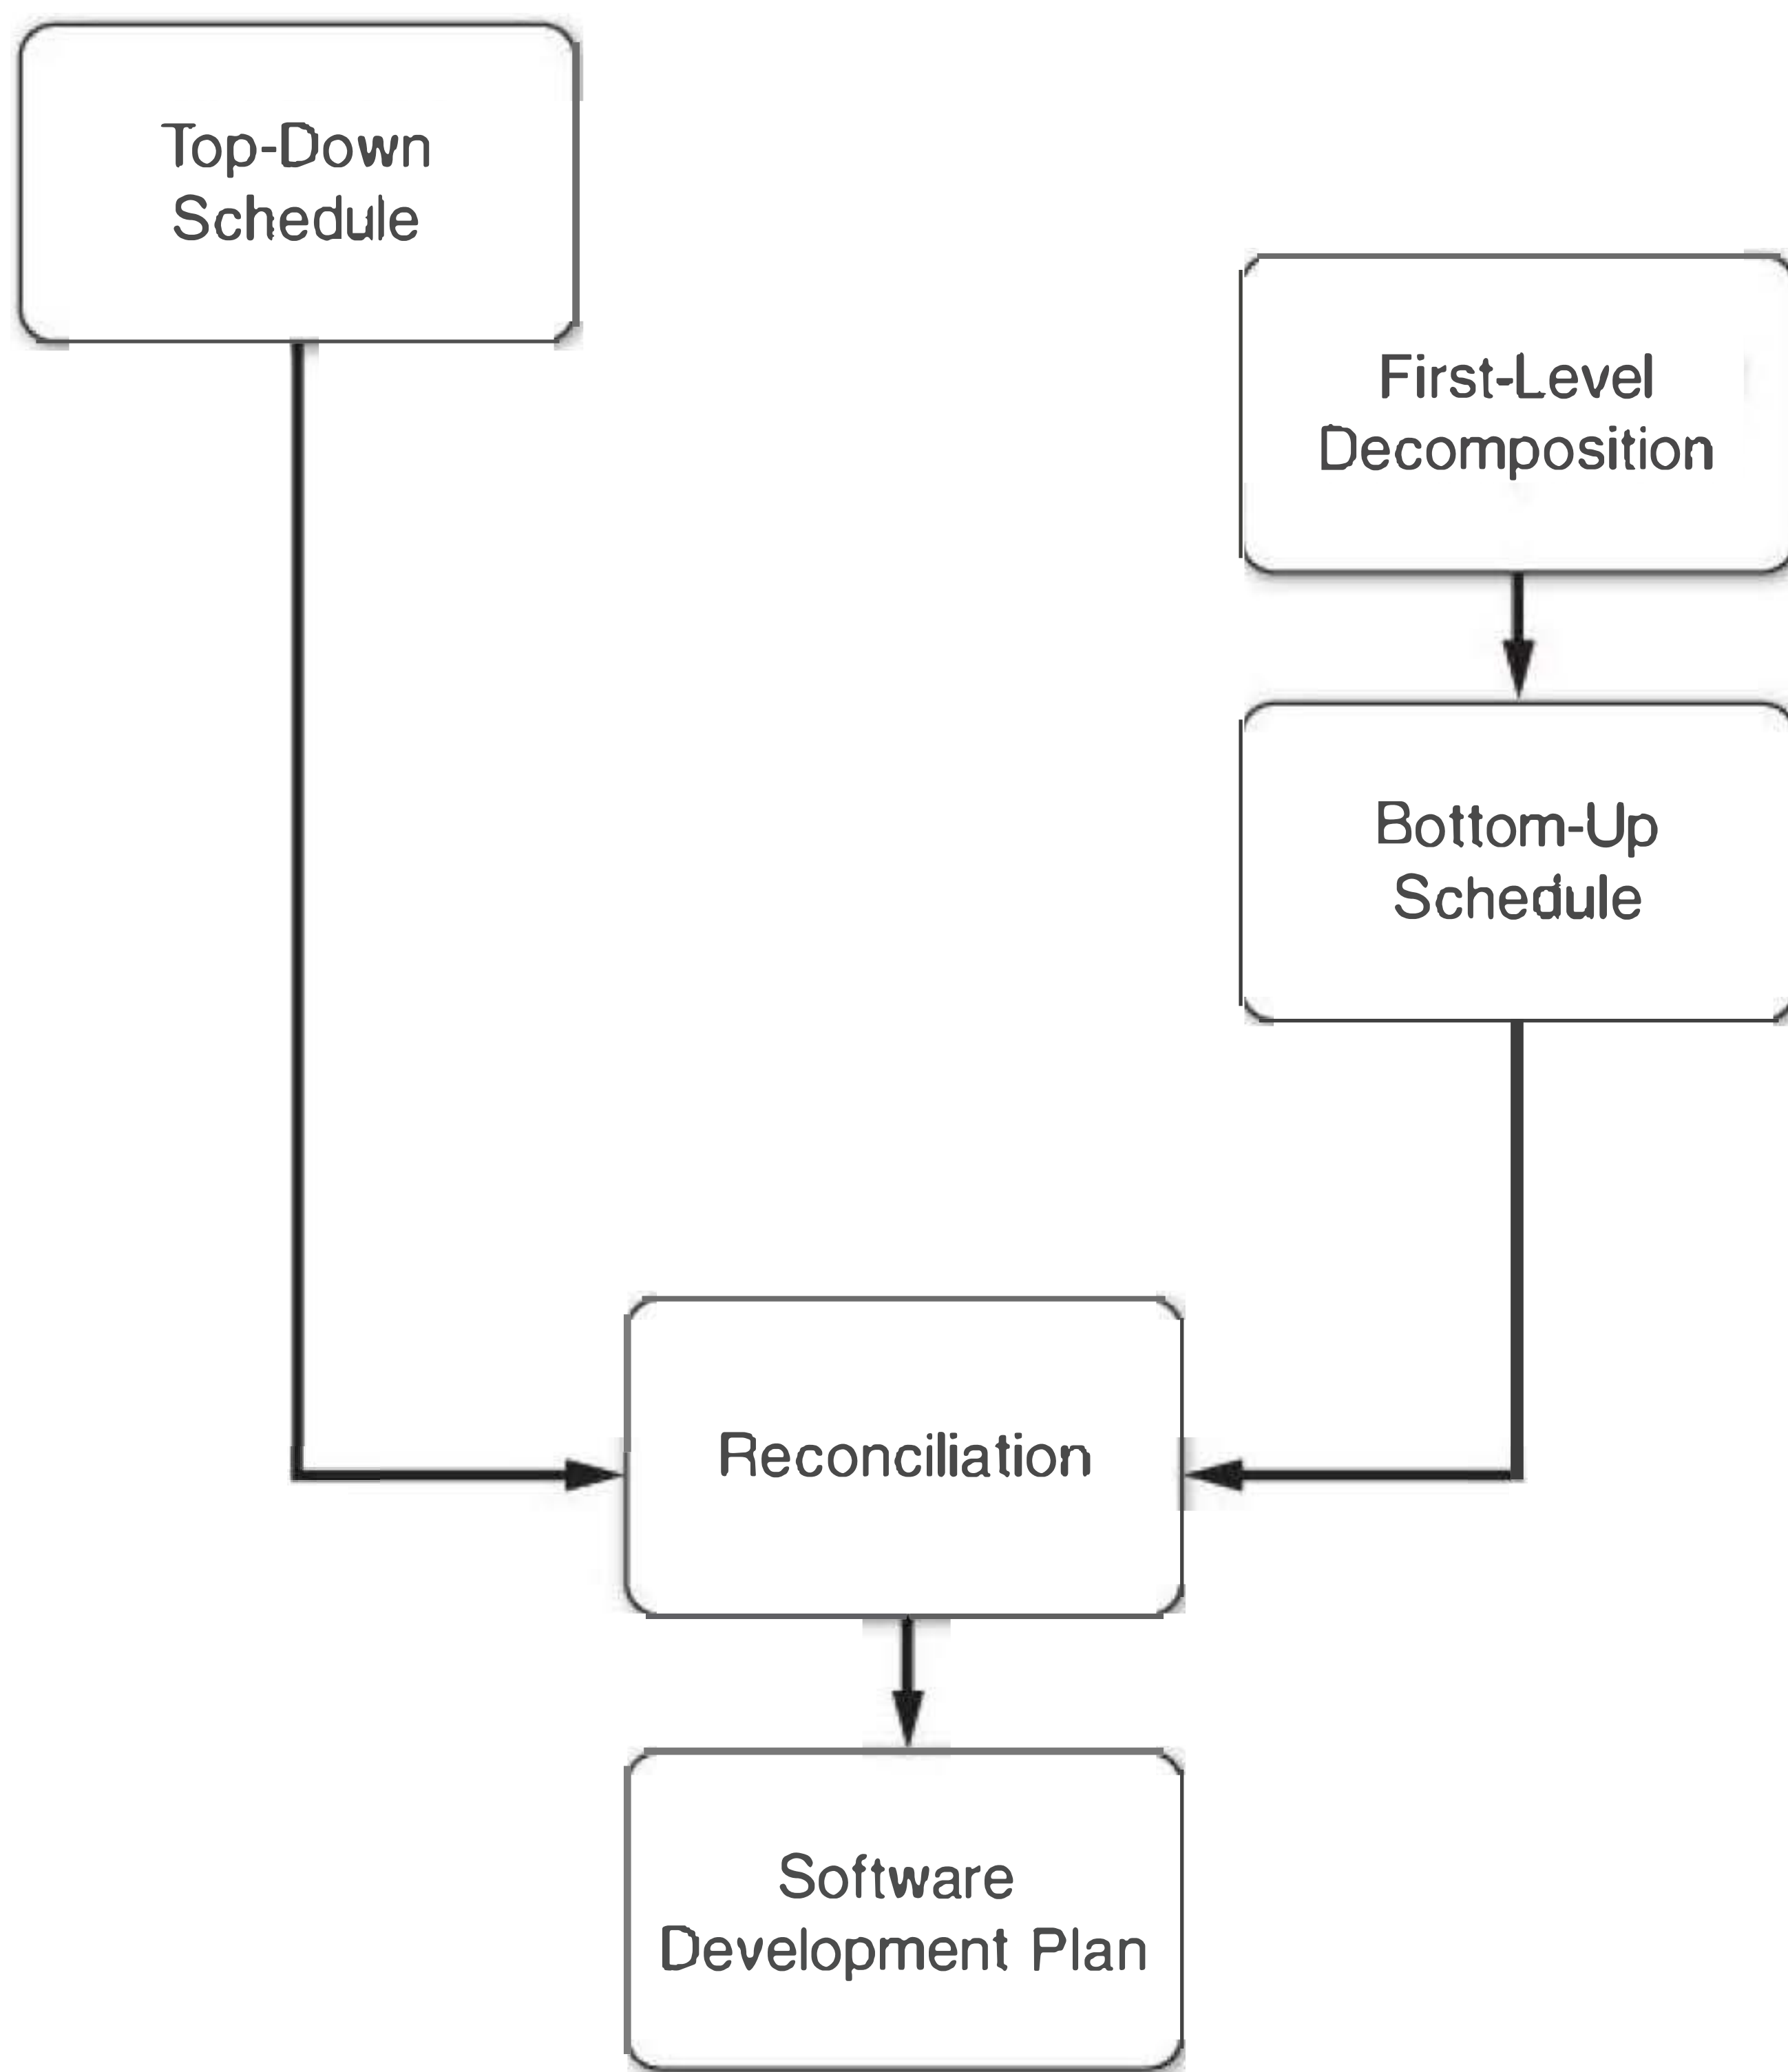 Top-Down
Schedule
First-Level
Decomposition
Bottom-Up
Schedule
Reconciliation
Software
Development Plan